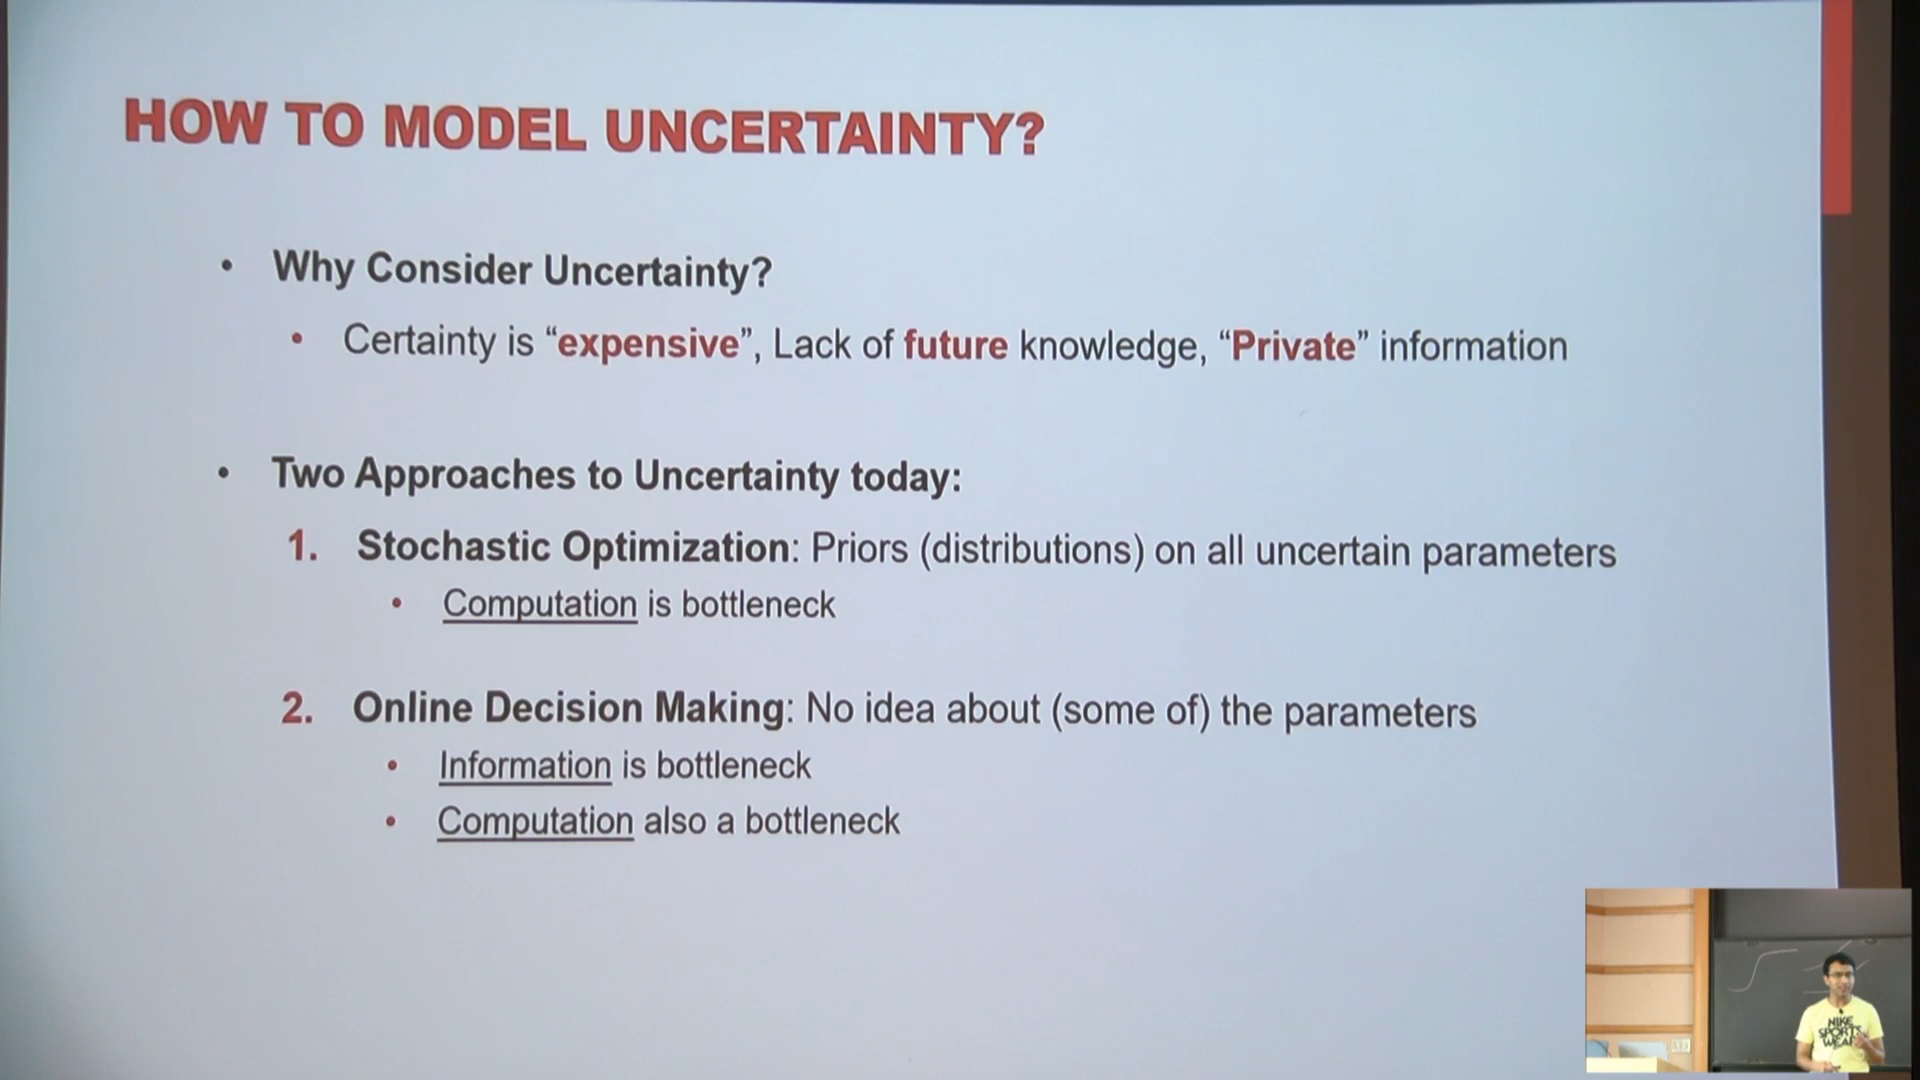 HOW TO MODEL UNCERTAINTY?
• Why Consider Uncertainty?
• Certainty is “expensive”, Lack of future knowledge, “Private” information
• Two Approaches to Uncertainty today:
1. Stochastic Optimization: Priors (distributions) on all uncertain parameters
• Computation is bottleneck
2. Online Decision Making: No idea about (some of) the parameters
• Information is bottleneck
• Computation also a bottleneck
NIKE
SPORTS
WEAR